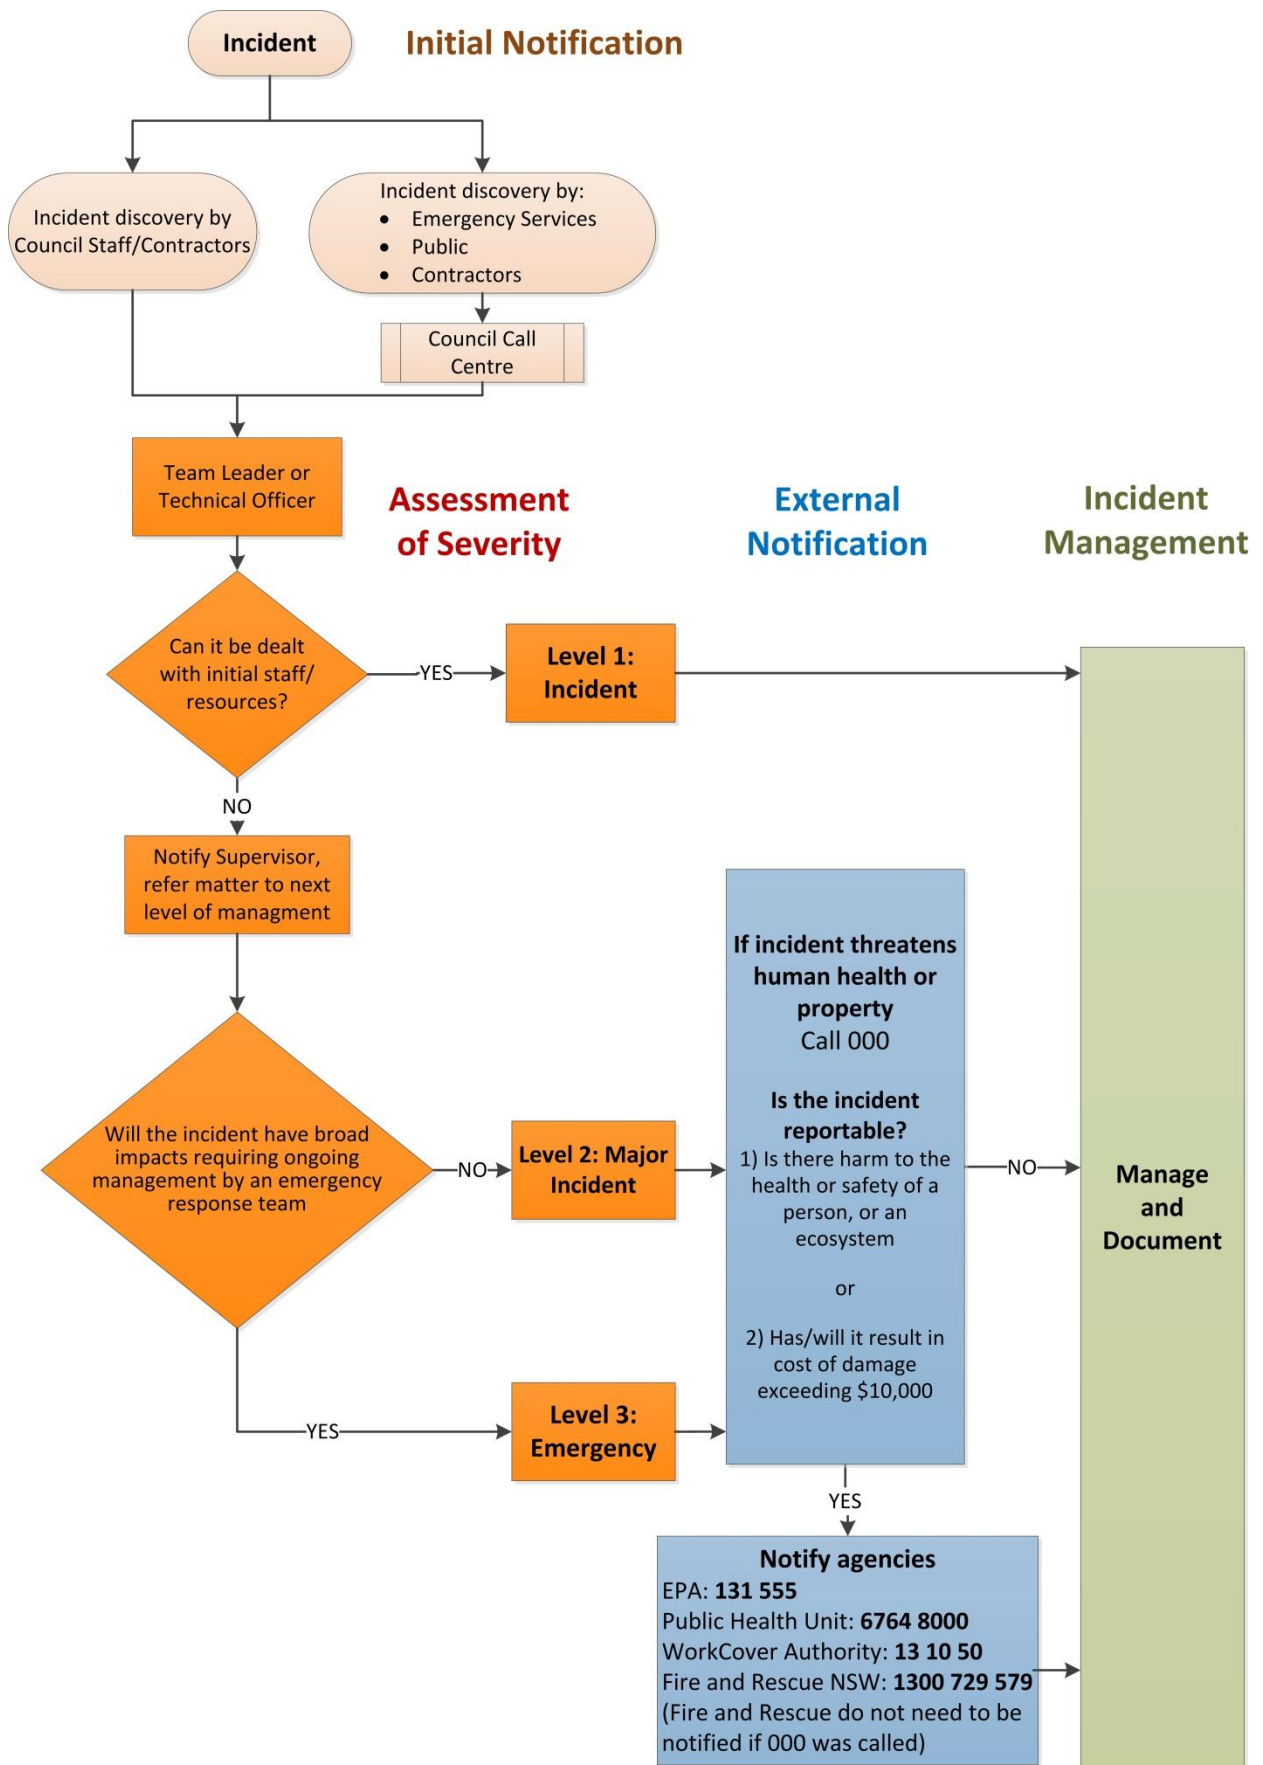 Incident
Initial Notification
Incident discovery by
Council Staff/Contractors
Incident discovery by:
• Emergency Services
• Public
• Contractors
Council Call
Centre
Team Leader or
Technical Officer
Assessment
of Severity
External
Notification
Incident
Management
Can it be dealt
with initial staff/
resources?
YES
Level 1:
Incident
NO
Notify Supervisor,
refer matter to next
level of managment
Will the incident have broad
impacts requiring ongoing
management by an emergency
response team
NO
Level 2: Major
Incident
YES
Level 3:
Emergency
If incident threatens
human health or
property
Call 000
Is the incident
reportable?
1) Is there harm to the
health or safety of a
person, or an
ecosystem
or
2) Has/will it result in
cost of damage
exceeding $10,000
NO
Manage
and
Document
YES
Notify agencies
EPA: 131 555
Public Health Unit: 6764 8000
WorkCover Authority: 13 10 50
Fire and Rescue NSW: 1300 729 579
(Fire and Rescue do not need to be
notified if 000 was called)